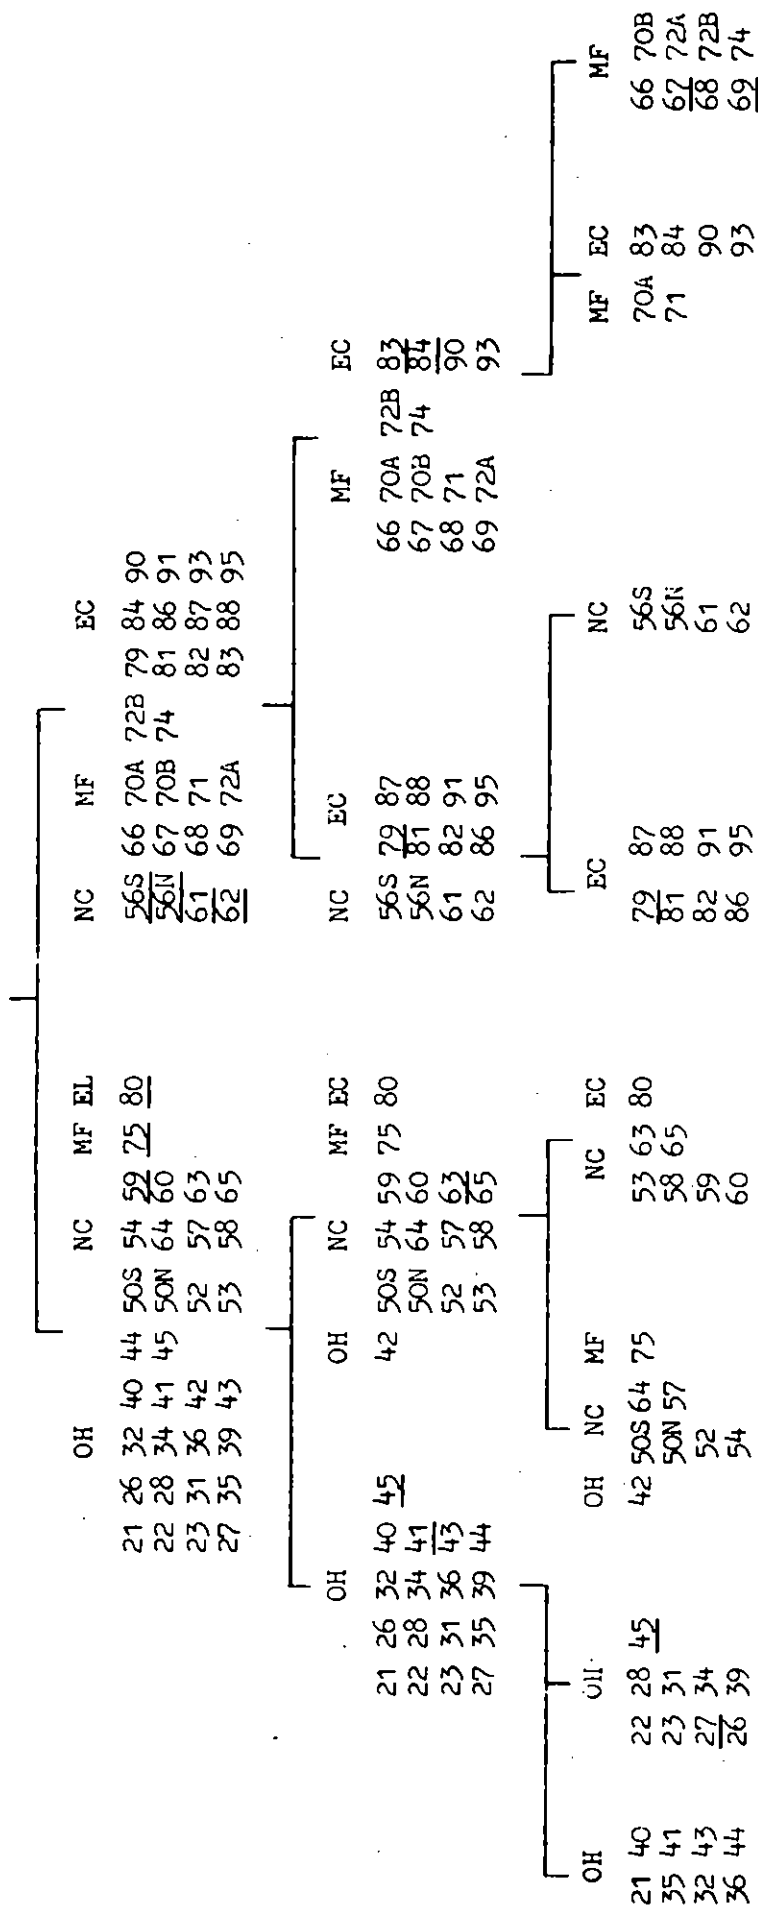 OH NC MF EL NC MF EC
21 26 32 40 44 50S 54 59 75 80 56S 66 70A 72B 79 84 90
22 28 34 41 45 50N 64 60 56N 67 70B 74 81 86 91
23 31 36 42 52 57 63 61 68 71 82 87 93
27 35 39 43 53 58 65 62 69 72A 83 88 95
OH OH NC MF EC NC EC MF EC
21 26 32 40 45 42 50S 54 59 75 80 56S 79 87 66 70A 72B 83
22 28 34 41 50N 64 60 56N 81 88 67 70B 74 84
23 31 36 43 52 57 63 61 82 91 68 71 90
27 35 39 44 53 58 65 62 86 95 69 72A 93
OH OH OH NC MF NC EC EC NC MF EC MF
21 40 22 28 45 42 50S 64 75 53 63 80 79 87 56S 70A 83 66 70B
35 41 23 31 50N 57 58 65 81 88 56N 71 84 67 72A
32 43 27 34 52 59 82 91 61 90 68 72B
36 44 26 39 54 60 86 95 62 93 69 74